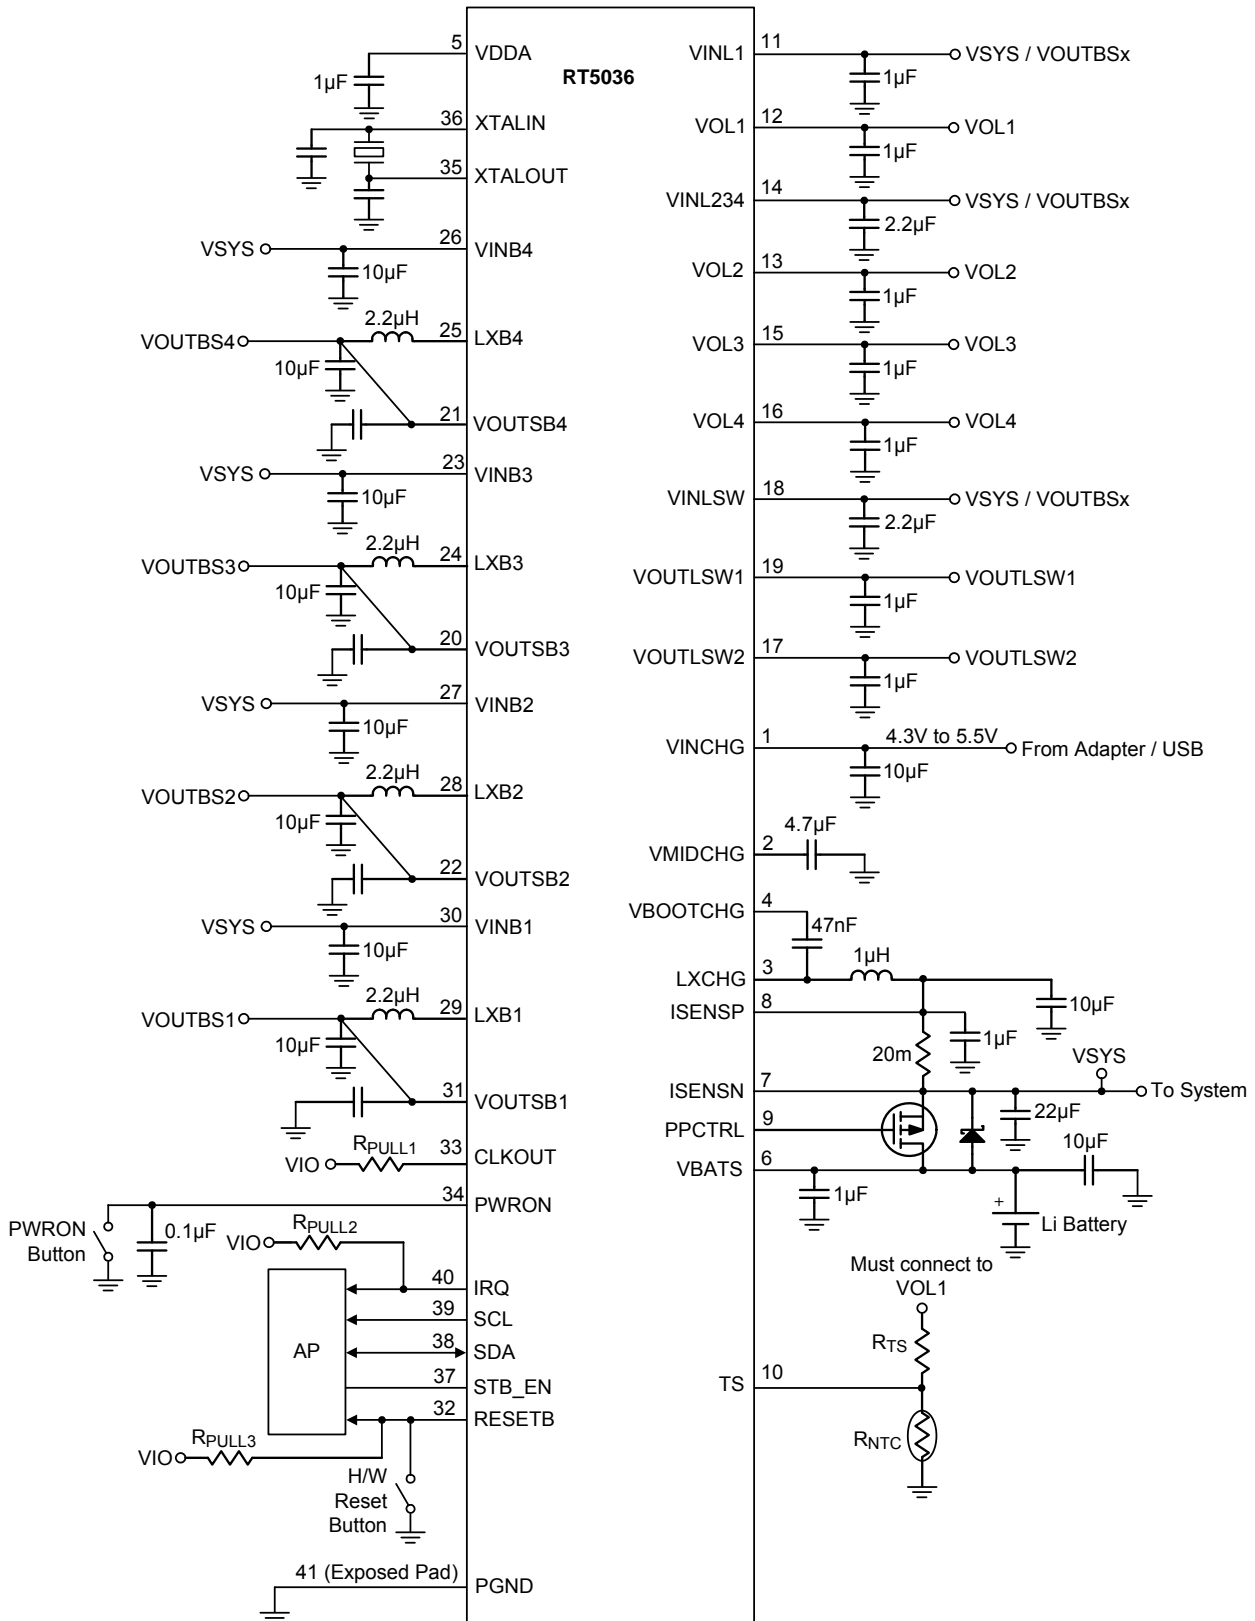 RT5036
5 VDDA
1µF
36 XTALIN
35 XTALOUT
26 VINB4
VSYS
10µF
2.2µH
25 LXB4
VOUTBS4
10µF
21 VOUTSB4
23 VINB3
VSYS
10µF
2.2µH
24 LXB3
VOUTBS3
10µF
20 VOUTSB3
27 VINB2
VSYS
10µF
2.2µH
28 LXB2
VOUTBS2
10µF
22 VOUTSB2
30 VINB1
VSYS
10µF
2.2µH
29 LXB1
VOUTBS1
10µF
31 VOUTSB1
RPULL1
VIO
33 CLKOUT
34 PWRON
PWRON
Button
0.1µF
RPULL2
VIO
40 IRQ
39 SCL
AP
38 SDA
37 STB_EN
32 RESETB
RPULL3
VIO
H/W
Reset
Button
41 (Exposed Pad) PGND
VINL1 11 VSYS / VOUTBSx
1µF
VOL1 12 VOL1
1µF
VINL234 14 VSYS / VOUTBSx
2.2µF
VOL2 13 VOL2
1µF
VOL3 15 VOL3
1µF
VOL4 16 VOL4
1µF
VINLSW 18 VSYS / VOUTBSx
2.2µF
VOUTLSW1 19 VOUTLSW1
1µF
VOUTLSW2 17 VOUTLSW2
1µF
VINCHG 1 4.3V to 5.5V From Adapter / USB
10µF
4.7µF
VMIDCHG 2
VBOOTCHG 4
47nF
1µH
LXCHG 3
10µF
ISENSP 8
1µF
20m
VSYS
ISENSN 7 To System
22µF
PPCTRL 9
10µF
VBATS 6
1µF
+
Li Battery
Must connect to
VOL1
RTS
TS 10
RNTC